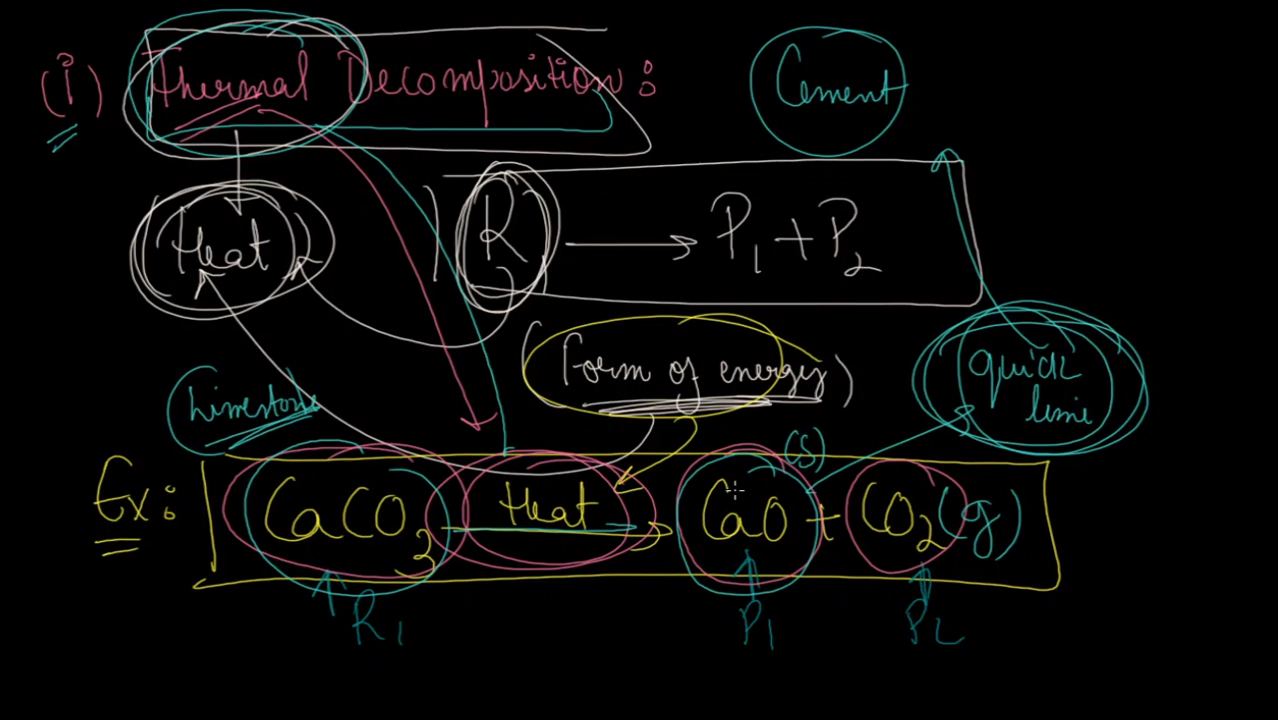 (i) Thermal Decomposition:
Cement
Heat
R → P1 + P2
(Form of energy)
quick
lime
Limestone
(s)
Ex: CaCO3 Heat → CaO + CO2(g)
R1
P1
P2